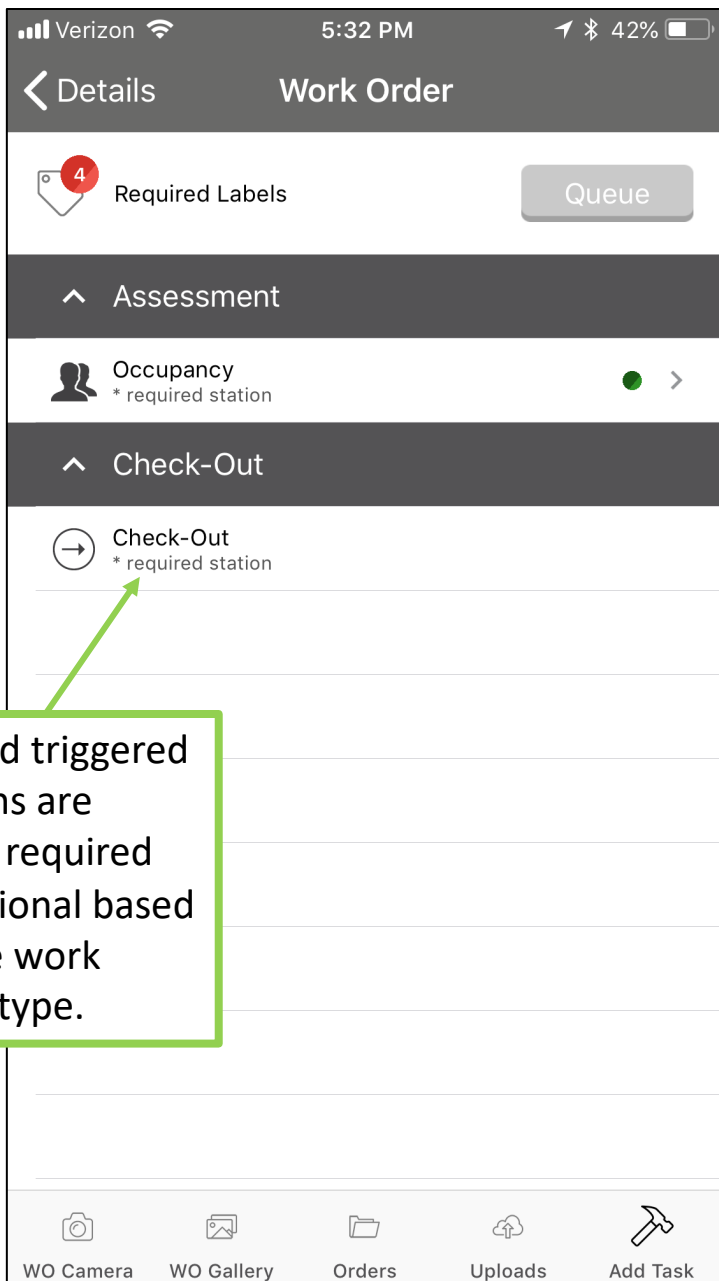 Verizon 5:32 PM 42%
Details Work Order
4
Required Labels Queue
Assessment
Occupancy
* required station
Check-Out
Check-Out
* required station
d triggered
ns are
required
ional based
e work
type.
WO Camera WO Gallery Orders Uploads Add Task